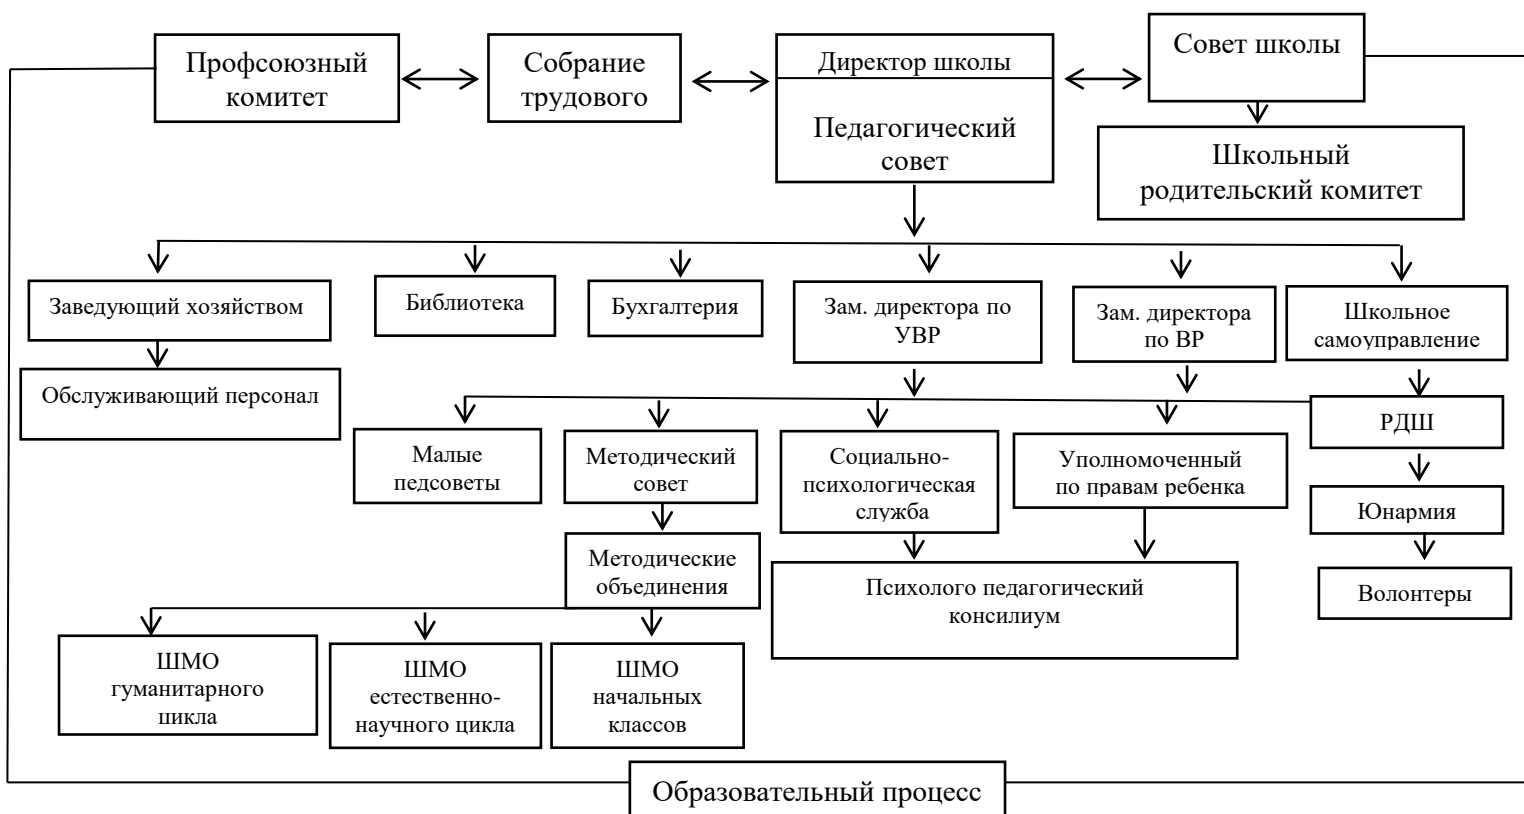 Профсоюзный
комитет
Собрание
трудового
Директор школы
Педагогический
совет
Совет школы
Школьный
родительский комитет
Заведующий хозяйством
Библиотека
Бухгалтерия
Зам. директора по
УВР
Зам. директора
по ВР
Школьное
самоуправление
Обслуживающий персонал
Малые
педсоветы
Методический
совет
Социально-
психологическая
служба
Уполномоченный
по правам ребенка
РДШ
Юнармия
Волонтеры
Методические
объединения
Психолого педагогический
консилиум
ШМО
гуманитарного
цикла
ШМО
естественно-
научного цикла
ШМО
начальных
классов
Образовательный процесс